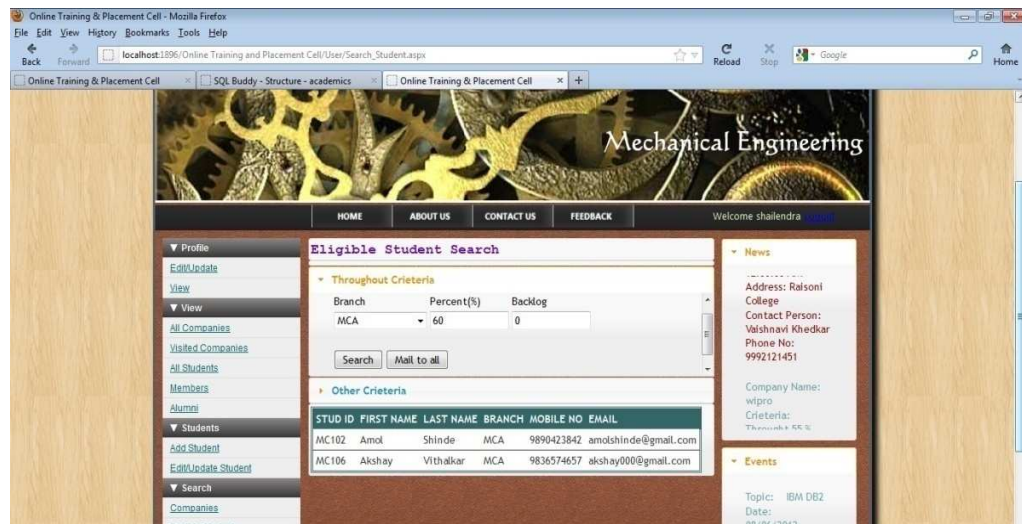 Online Training & Placement Cell - Mozilla Firefox
File Edit View History Bookmarks Tools Help
Back Forward localhost:1896/Online Training and Placement Cell/User/Search_Student.aspx Reload Stop Google Home
Online Training & Placement Cell SQL Buddy - Structure - academics Online Training & Placement Cell
Mechanical Engineering
HOME ABOUT US CONTACT US FEEDBACK Welcome shailendra
Profile
Edit/Update
View
View
All Companies
Visited Companies
All Students
Members
Alumni
Students
Add Student
Edit/Update Student
Search
Companies
Eligible Student Search
Throughout Crieteria
Branch Percent(%) Backlog
MCA 60 0
Search Mail to all
Other Crieteria
STUD ID FIRST NAME LAST NAME BRANCH MOBILE NO EMAIL
MC102 Amol Shinde MCA 9890423842 amolshinde@gmail.com
MC106 Akshay Vithalkar MCA 9836574657 akshay000@gmail.com
News
Address: Raisoni
College
Contact Person:
Vaishnavi Khedkar
Phone No:
9992121451
Company Name:
wipro
Crieteria:
Throught 55 %
Events
Topic: IBM DB2
Date: